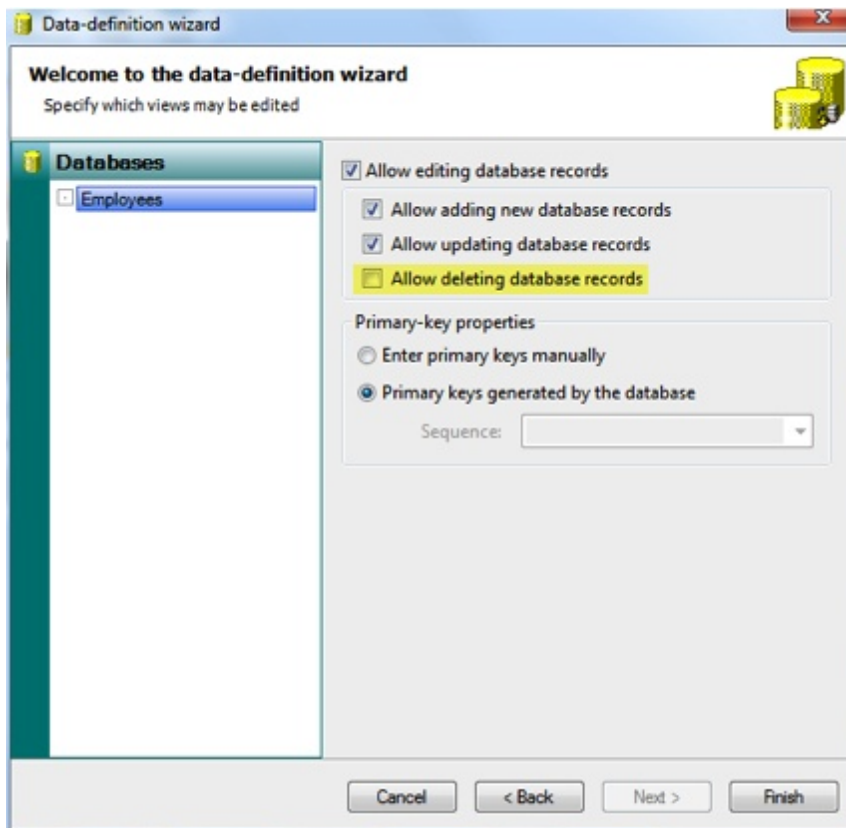 Data-definition wizard
Welcome to the data-definition wizard
Specify which views may be edited
Databases
Employees
Allow editing database records
Allow adding new database records
Allow updating database records
Allow deleting database records
Primary-key properties
Enter primary keys manually
Primary keys generated by the database
Sequence:
Cancel
< Back
Next >
Finish